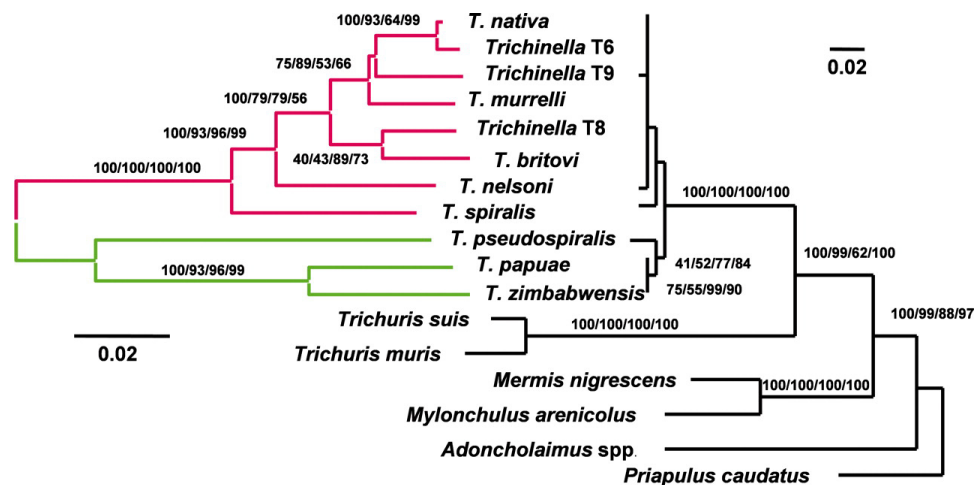 100/93/64/99
T. nativa
Trichinella T6
0.02
75/89/53/66
Trichinella T9
100/79/79/56
T. murrelli
100/93/96/99
Trichinella T8
40/43/89/73
T. britovi
100/100/100/100
T. nelsoni
100/100/100/100
T. spiralis
T. pseudospiralis
100/99/62/100
100/93/96/99
T. papuae
41/52/77/84
T. zimbabwensis
75/55/99/90
Trichuris suis
100/100/100/100
100/99/88/97
0.02
Trichuris muris
Mermis nigrescens
100/100/100/100
Mylonchulus arenicolus
Adoncholaimus spp.
Priapulus caudatus